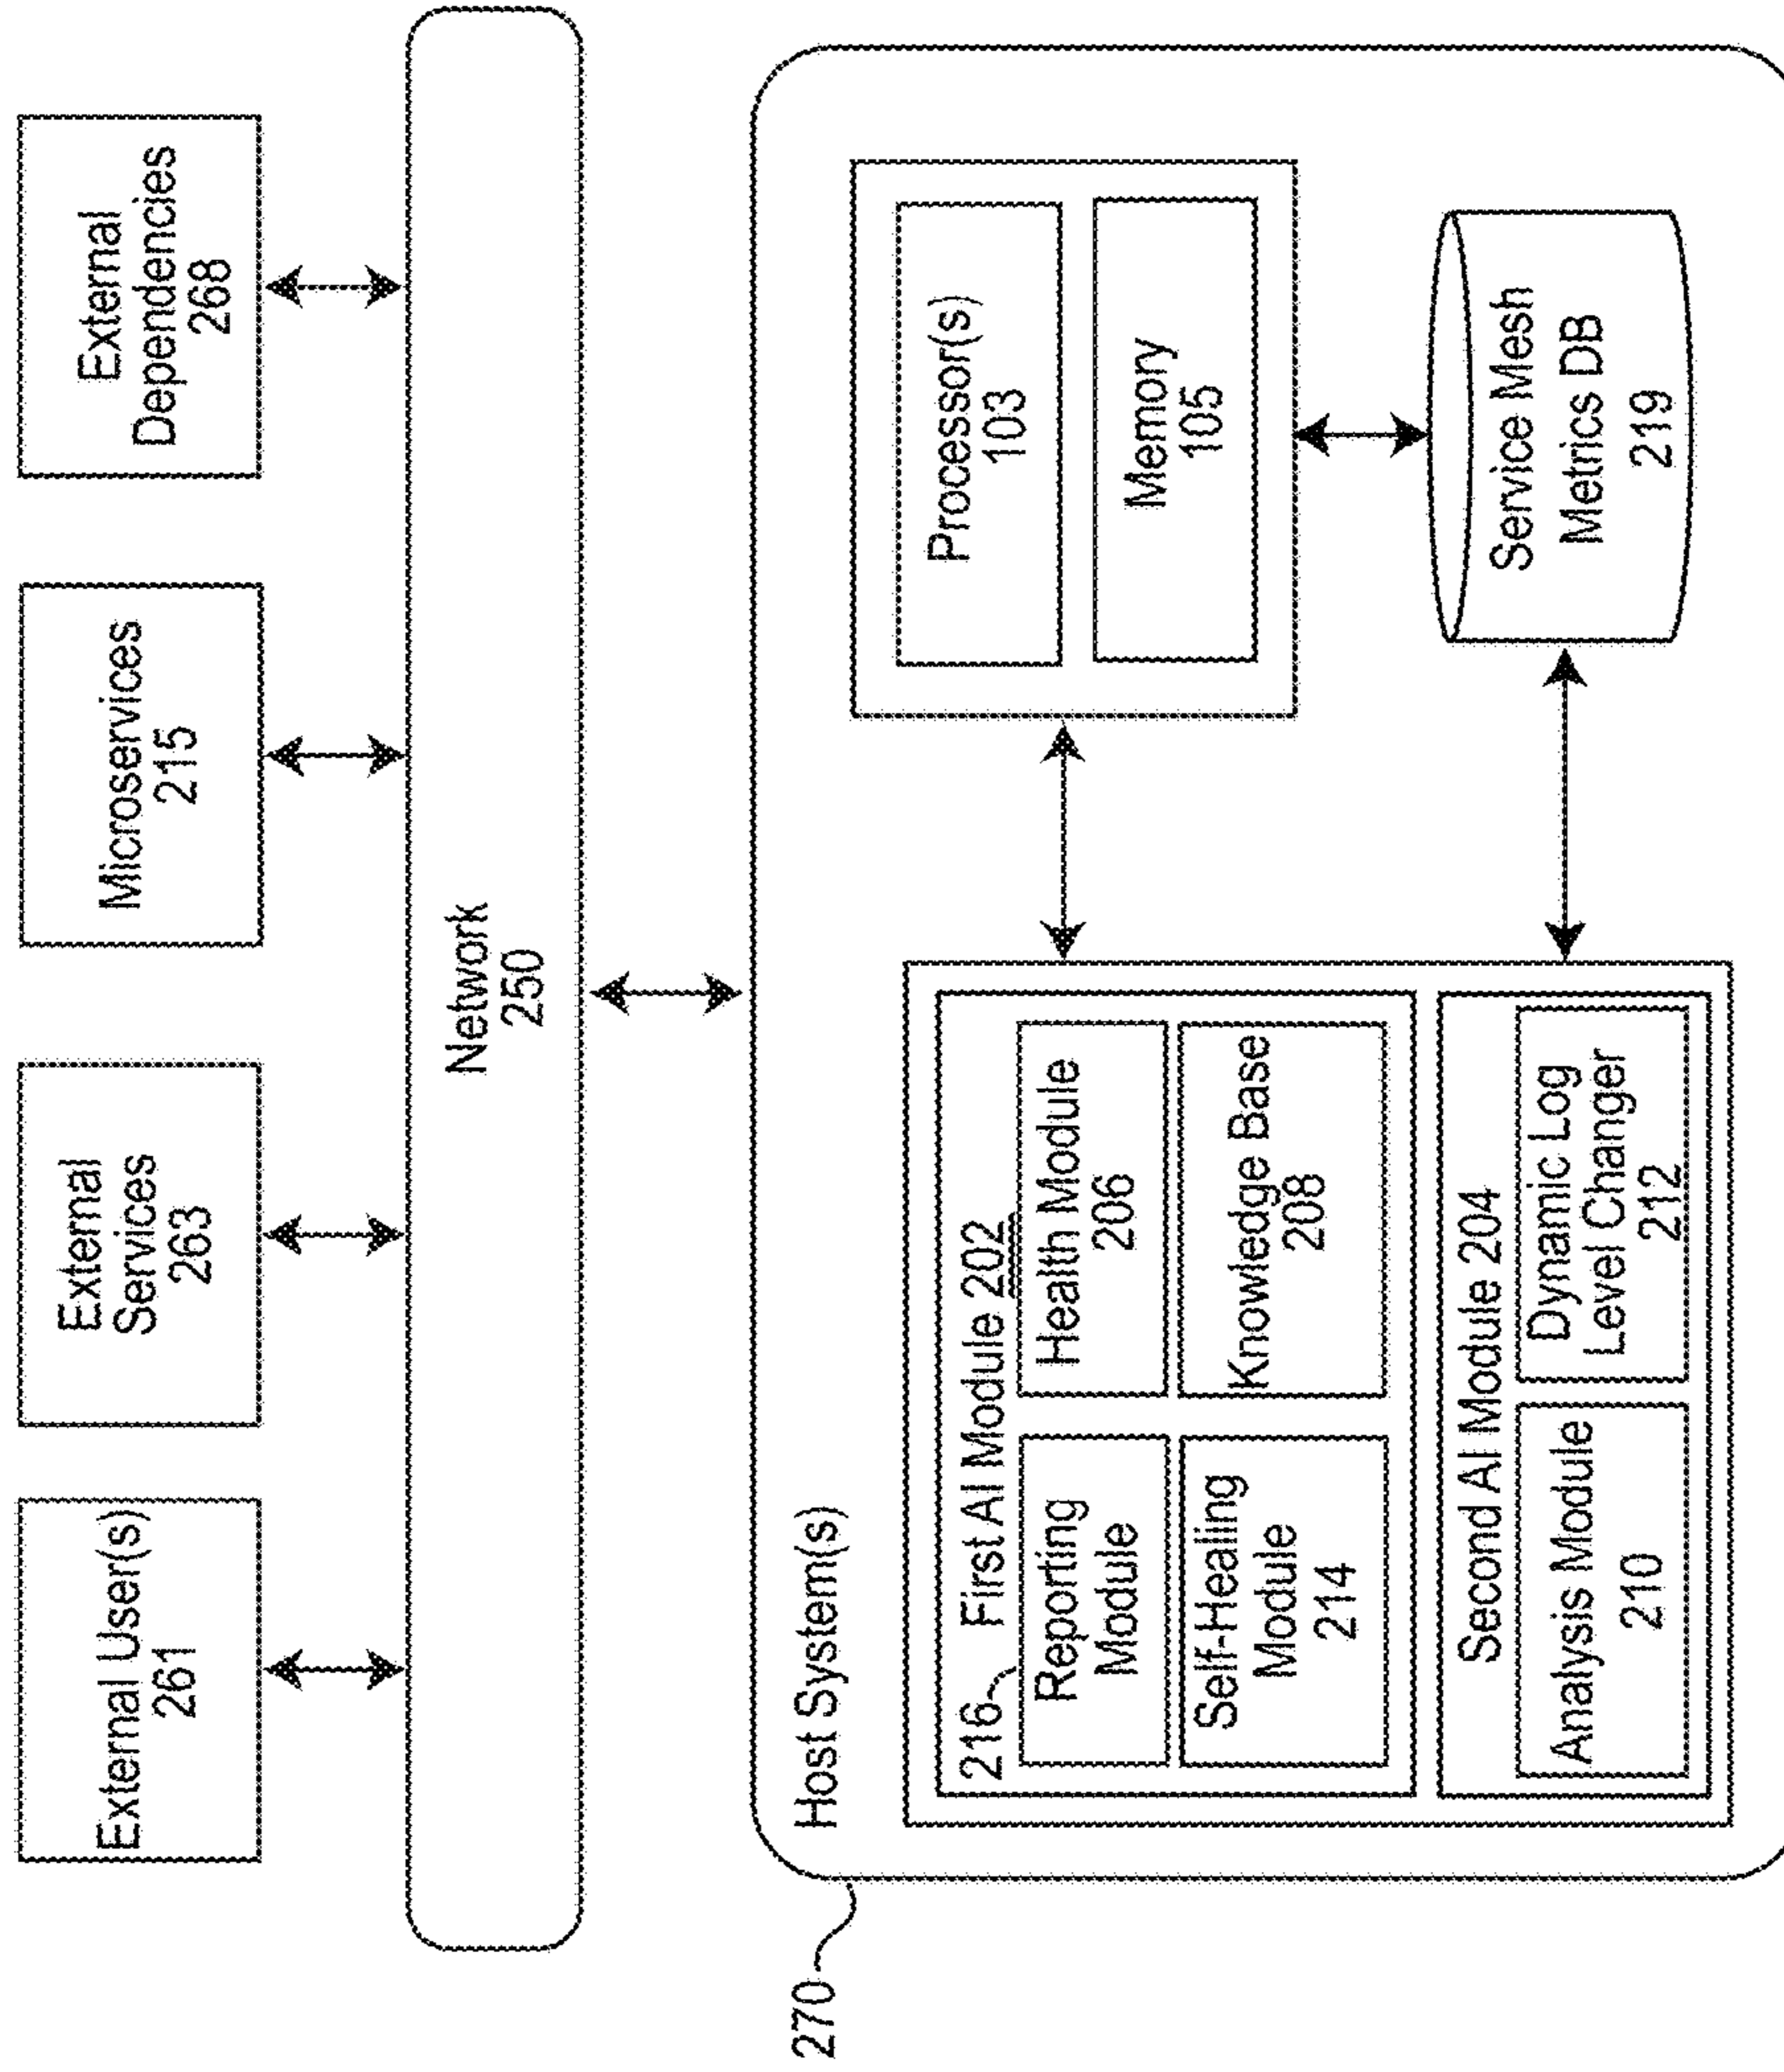 External User(s)
261
External
Services
263
Microservices
215
External
Dependencies
268
Network
250
270
Host System(s)
216
First AI Module 202
Reporting
Module
Health Module
206
Self-Healing
Module
214
Knowledge Base
208
Second AI Module 204
Analysis Module
210
Dynamic Log
Level Changer
212
Processor(s)
103
Memory
105
Service Mesh
Metrics DB
219